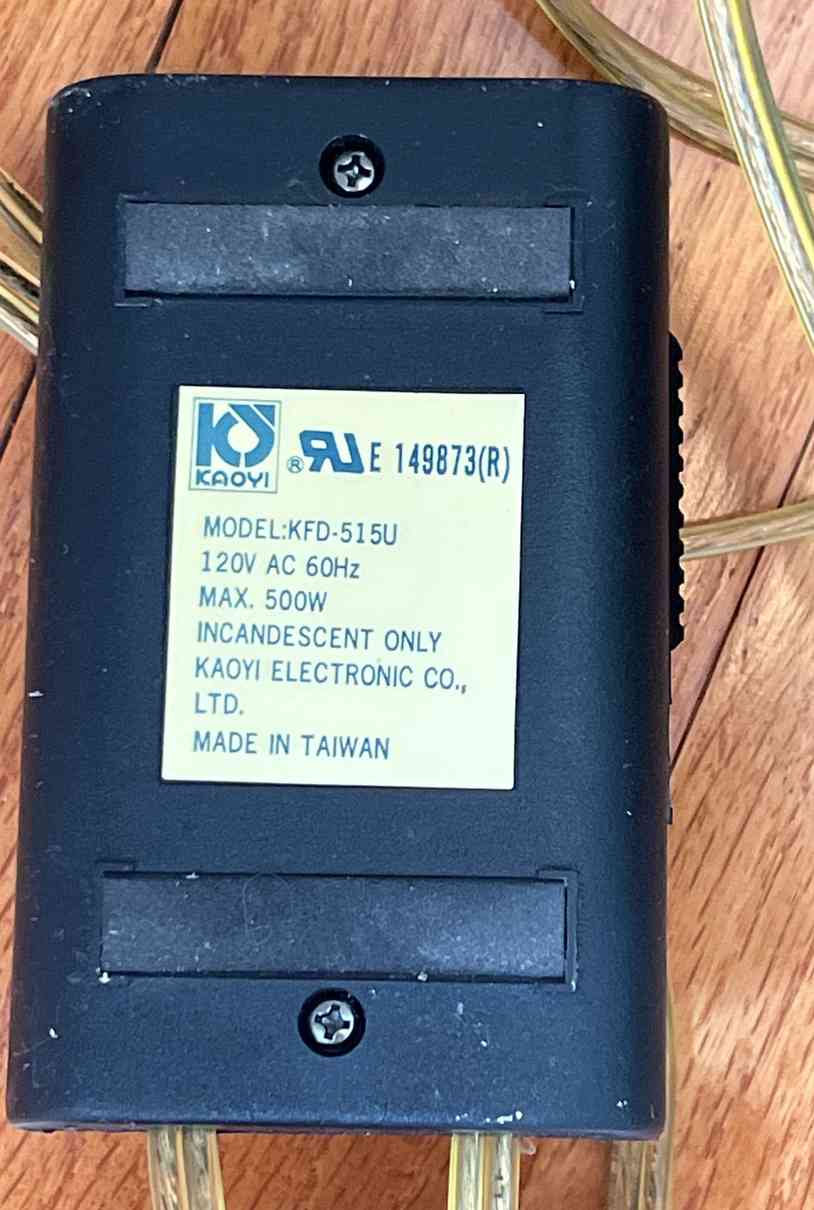 KAOYI
® RU E 149873(R)
MODEL:KFD-515U
120V AC 60Hz
MAX. 500W
INCANDESCENT ONLY
KAOYI ELECTRONIC CO.,
LTD.
MADE IN TAIWAN